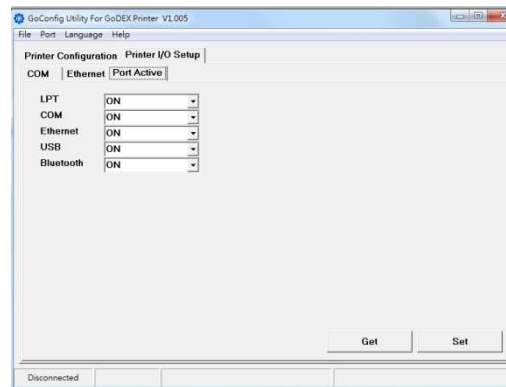 GoConfig Utility For GoDEX Printer V1.005
File Port Language Help
Printer Configuration Printer I/O Setup
COM Ethernet Port Active
LPT ON
COM ON
Ethernet ON
USB ON
Bluetooth ON
Get Set
Disconnected